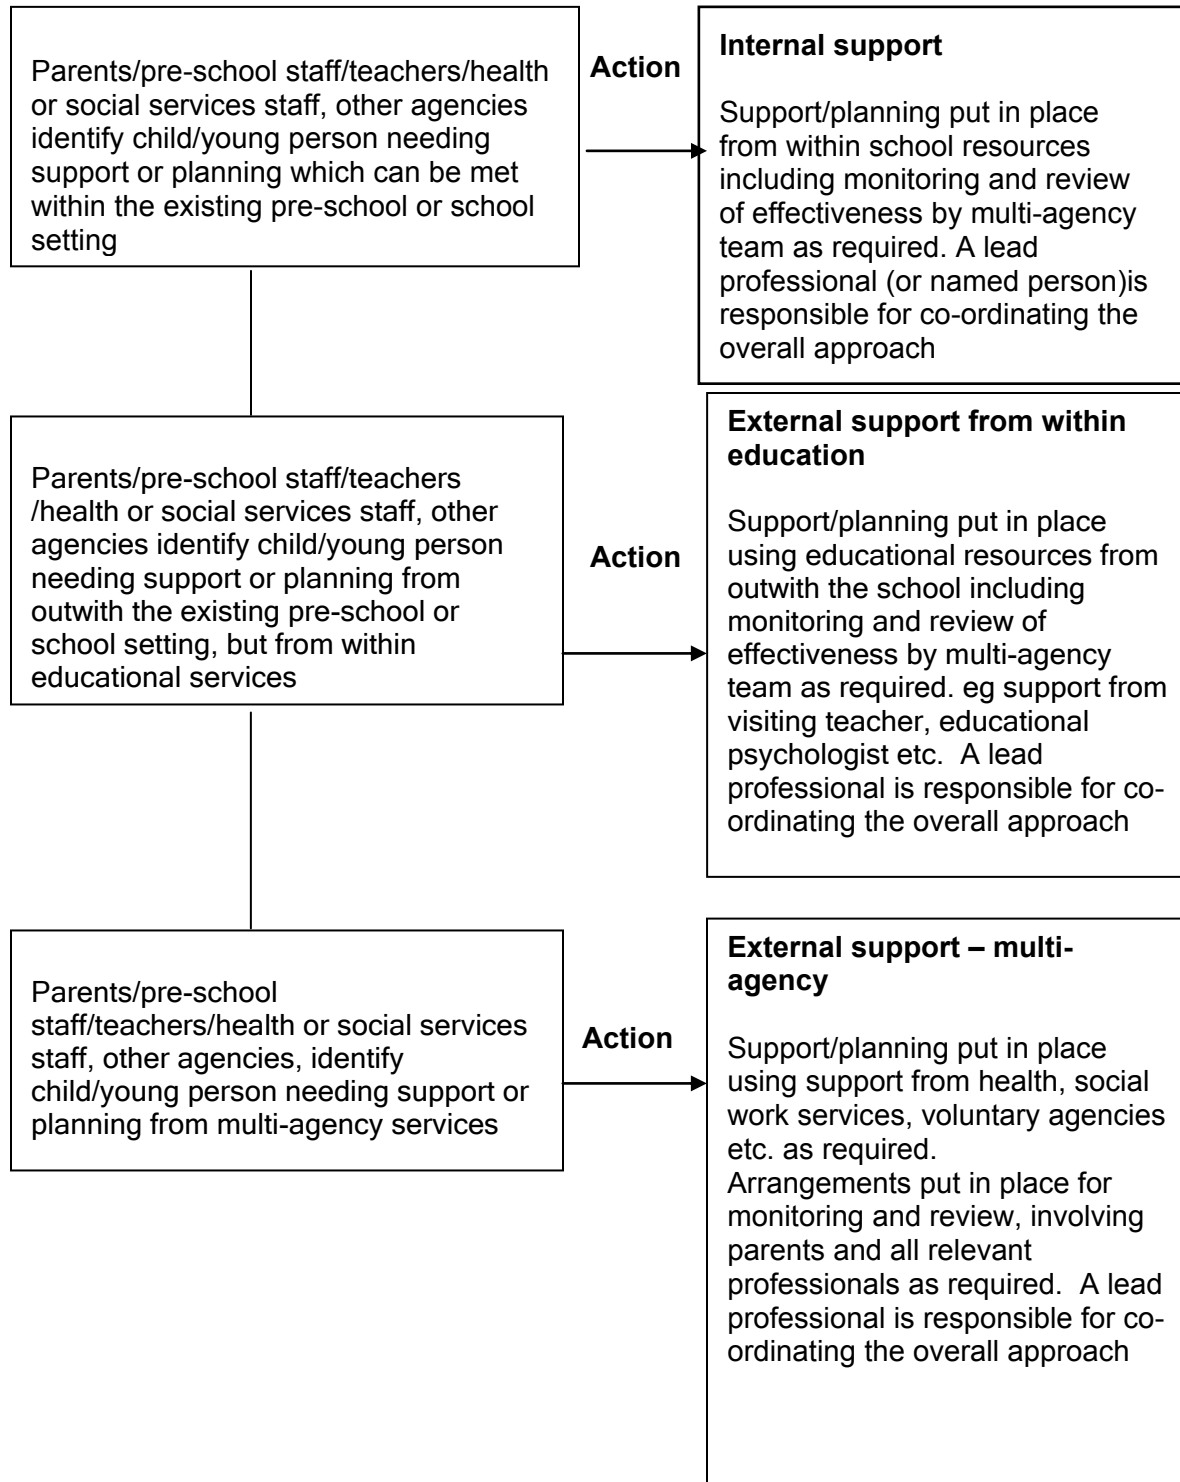 Parents/pre-school staff/teachers/health
or social services staff, other agencies
identify child/young person needing
support or planning which can be met
within the existing pre-school or school
setting
Action
Internal support
Support/planning put in place
from within school resources
including monitoring and review
of effectiveness by multi-agency
team as required. A lead
professional (or named person)is
responsible for co-ordinating the
overall approach
Parents/pre-school staff/teachers
/health or social services staff, other
agencies identify child/young person
needing support or planning from
outwith the existing pre-school or
school setting, but from within
educational services
Action
External support from within
education
Support/planning put in place
using educational resources from
outwith the school including
monitoring and review of
effectiveness by multi-agency
team as required. eg support from
visiting teacher, educational
psychologist etc.  A lead
professional is responsible for co-
ordinating the overall approach
Parents/pre-school
staff/teachers/health or social services
staff, other agencies, identify
child/young person needing support or
planning from multi-agency services
Action
External support – multi-
agency
Support/planning put in place
using support from health, social
work services, voluntary agencies
etc. as required.
Arrangements put in place for
monitoring and review, involving
parents and all relevant
professionals as required.  A lead
professional is responsible for co-
ordinating the overall approach